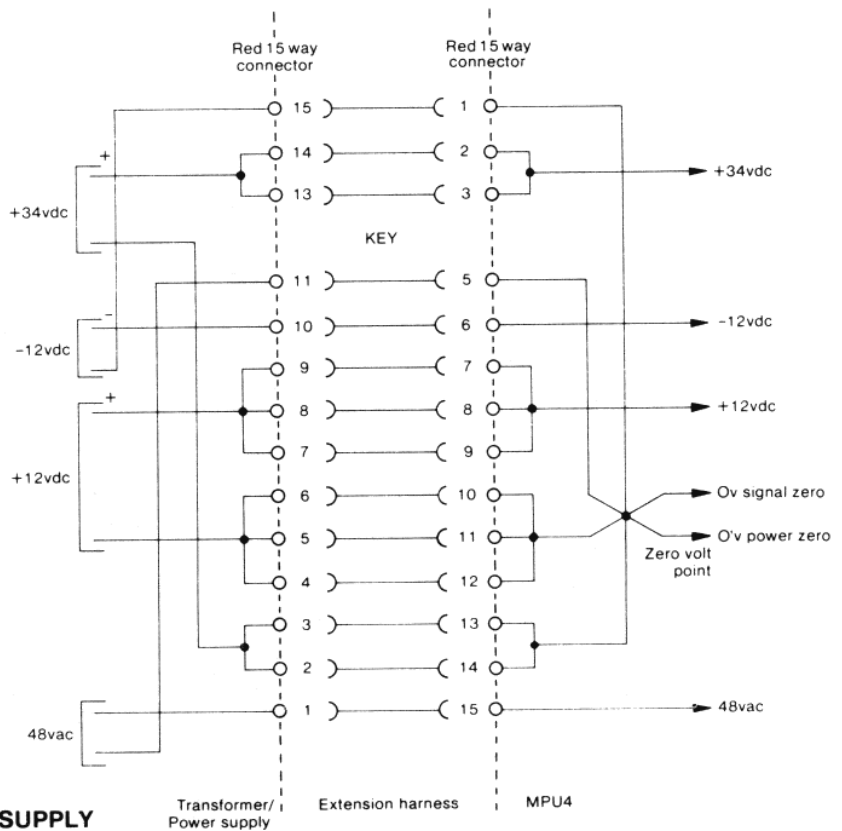 Red 15 way
connector
Red 15 way
connector
15 1
+ 14 2
+34vdc
13 3
+34vdc
KEY
11 5
- 10 6 -12vdc
-12vdc
9 7
+ 8 8 +12vdc
7 9
+12vdc
6 10 Ov signal zero
5 11 O'v power zero
Zero volt
point
4 12
3 13
2 14
1 15 48vac
48vac
Transformer/
Power supply
Extension harness
MPU4
SUPPLY